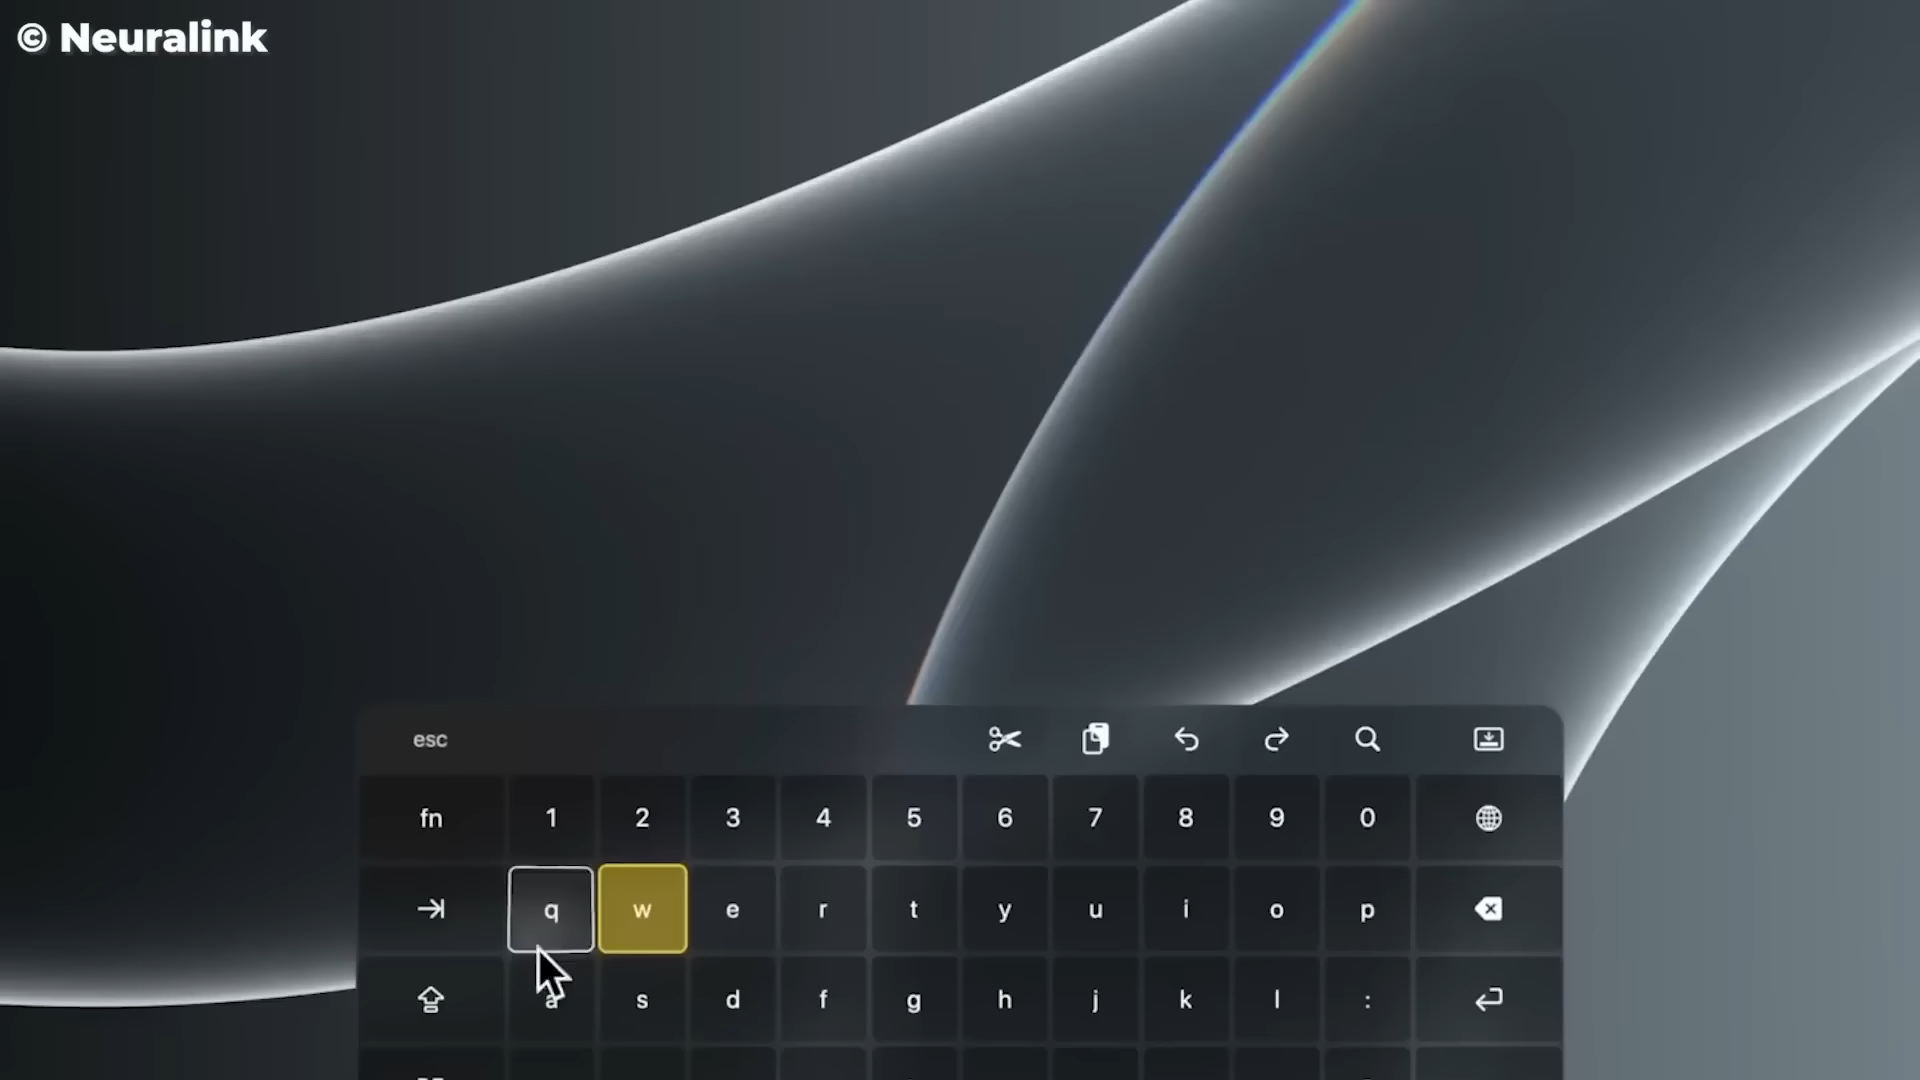 © Neuralink
esc
fn 1 2 3 4 5 6 7 8 9 0
q w e r t y u i o p
a s d f g h j k l :